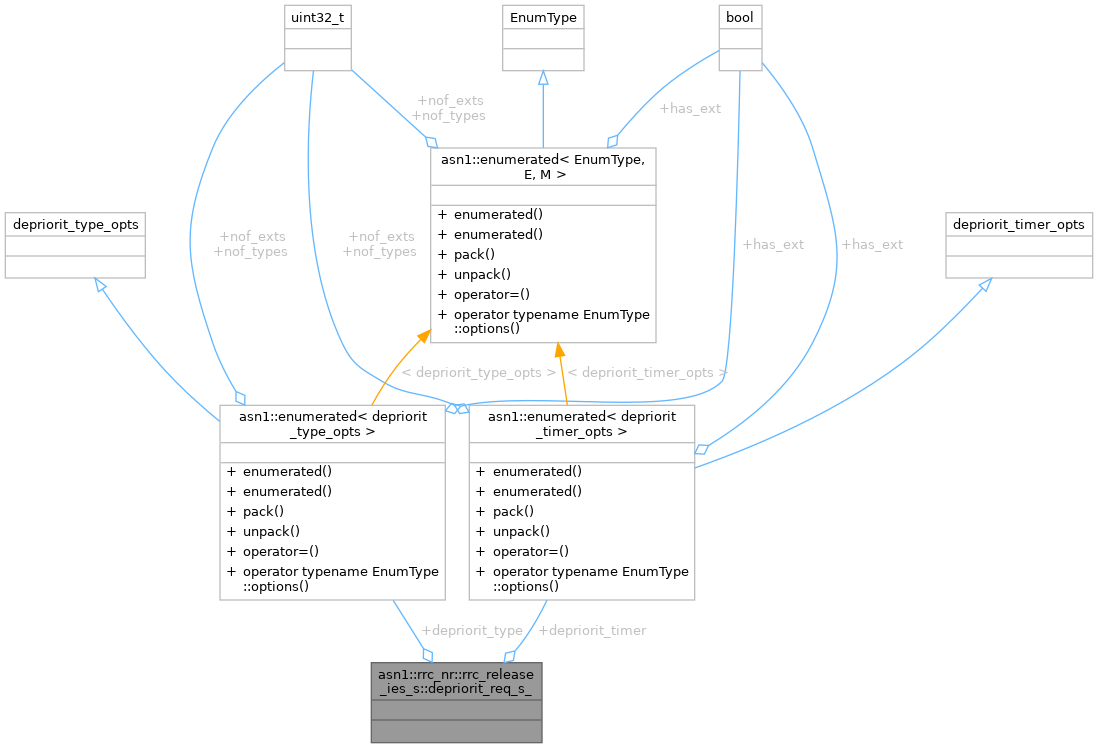 uint32_t
EnumType
bool
+nof_exts
+nof_types
+has_ext
asn1::enumerated< EnumType,
E, M >
+ enumerated()
+ enumerated()
+ pack()
+ unpack()
+ operator=()
+ operator typename EnumType
::options()
depriorit_type_opts
depriorit_timer_opts
+nof_exts
+nof_types
+nof_exts
+nof_types
+has_ext
+has_ext
< depriorit_type_opts >
< depriorit_timer_opts >
asn1::enumerated< depriorit
_type_opts >
+ enumerated()
+ enumerated()
+ pack()
+ unpack()
+ operator=()
+ operator typename EnumType
::options()
asn1::enumerated< depriorit
_timer_opts >
+ enumerated()
+ enumerated()
+ pack()
+ unpack()
+ operator=()
+ operator typename EnumType
::options()
+depriorit_type
+depriorit_timer
asn1::rrc_nr::rrc_release
_ies_s::depriorit_req_s_